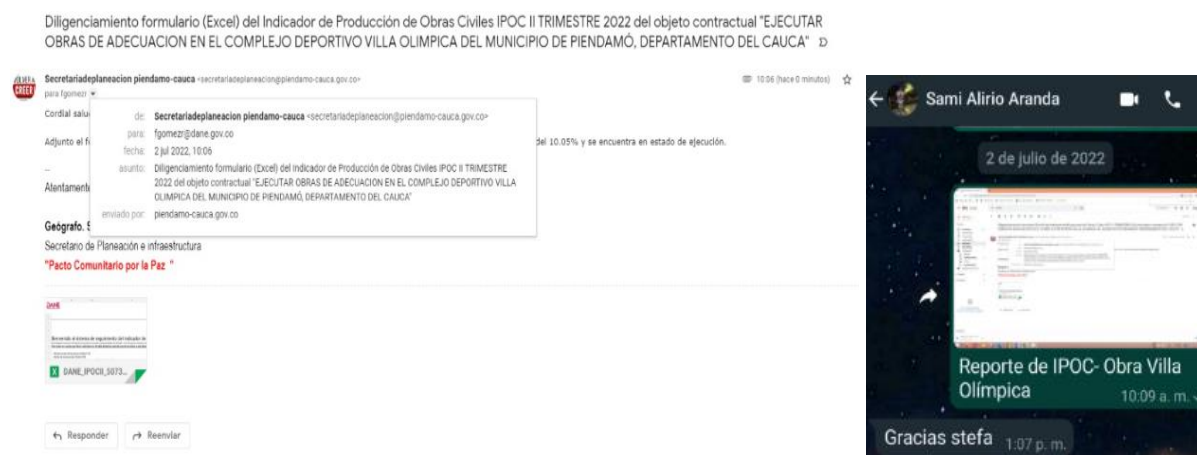 Diligenciamiento formulario (Excel) del Indicador de Producción de Obras Civiles IPOC II TRIMESTRE 2022 del objeto contractual "EJECUTAR
OBRAS DE ADECUACION EN EL COMPLEJO DEPORTIVO VILLA OLIMPICA DEL MUNICIPIO DE PIENDAMÓ, DEPARTAMENTO DEL CAUCA"
CREER
Secretariadeplaneacion piendamo-cauca <secretariadeplaneacion@piendamo-cauca.gov.co>
10:06 (hace 0 minutos)
para fgomezr
Cordial salu
de: Secretariadeplaneacion piendamo-cauca <secretariadeplaneacion@piendamo-cauca.gov.co>
para: fgomezr@dane.gov.co
Adjunto el f
del 10.05% y se encuentra en estado de ejecución.
fecha: 2 jul 2022, 10:06
asunto: Diligenciamiento formulario (Excel) del Indicador de Producción de Obras Civiles IPOC II TRIMESTRE
2022 del objeto contractual "EJECUTAR OBRAS DE ADECUACION EN EL COMPLEJO DEPORTIVO VILLA
OLIMPICA DEL MUNICIPIO DE PIENDAMÓ, DEPARTAMENTO DEL CAUCA"
enviado por: piendamo-cauca.gov.co
--
Atentament
Geógrafo. S
Secretario de Planeación e infraestructura
"Pacto Comunitario por la Paz "
DANE
DANE_IPOCII_5073...
Responder
Reenviar
Sami Alirio Aranda
2 de julio de 2022
Reporte de IPOC- Obra Villa
Olímpica
10:09 a. m.
Gracias stefa 1:07 p. m.